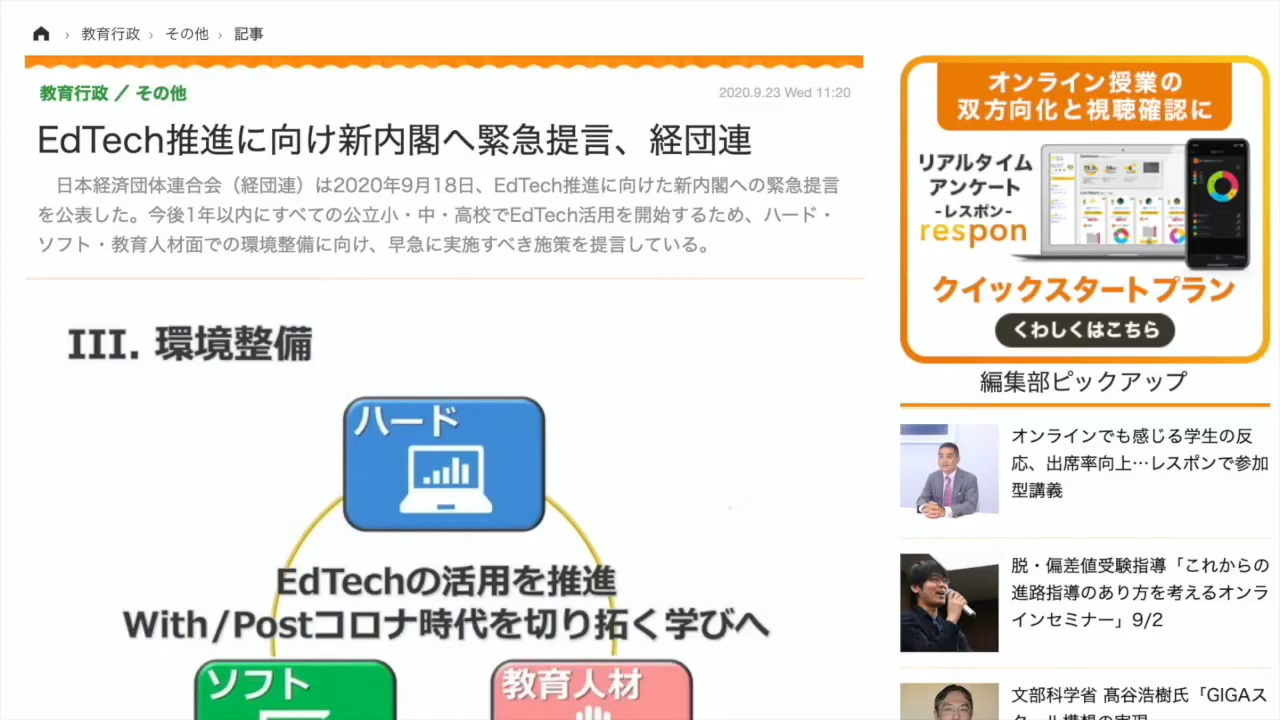 教育行政 › その他 › 記事
教育行政 ／ その他
2020.9.23 Wed 11:20
EdTech推進に向け新内閣へ緊急提言、経団連
日本経済団体連合会（経団連）は2020年9月18日、EdTech推進に向けた新内閣への緊急提言
を公表した。今後1年以内にすべての公立小・中・高校でEdTech活用を開始するため、ハード・
ソフト・教育人材面での環境整備に向け、早急に実施すべき施策を提言している。
III. 環境整備
ハード
EdTechの活用を推進
With/Postコロナ時代を切り拓く学びへ
ソフト
教育人材
オンライン授業の
双方向化と視聴確認に
リアルタイム
アンケート
-レスポン-
respon
クイックスタートプラン
くわしくはこちら
編集部ピックアップ
オンラインでも感じる学生の反
応、出席率向上…レスポンで参加
型講義
脱・偏差値受験指導「これからの
進路指導のあり方を考えるオンラ
インセミナー」9/2
文部科学省 髙谷浩樹氏「GIGAス
クール構想の実現